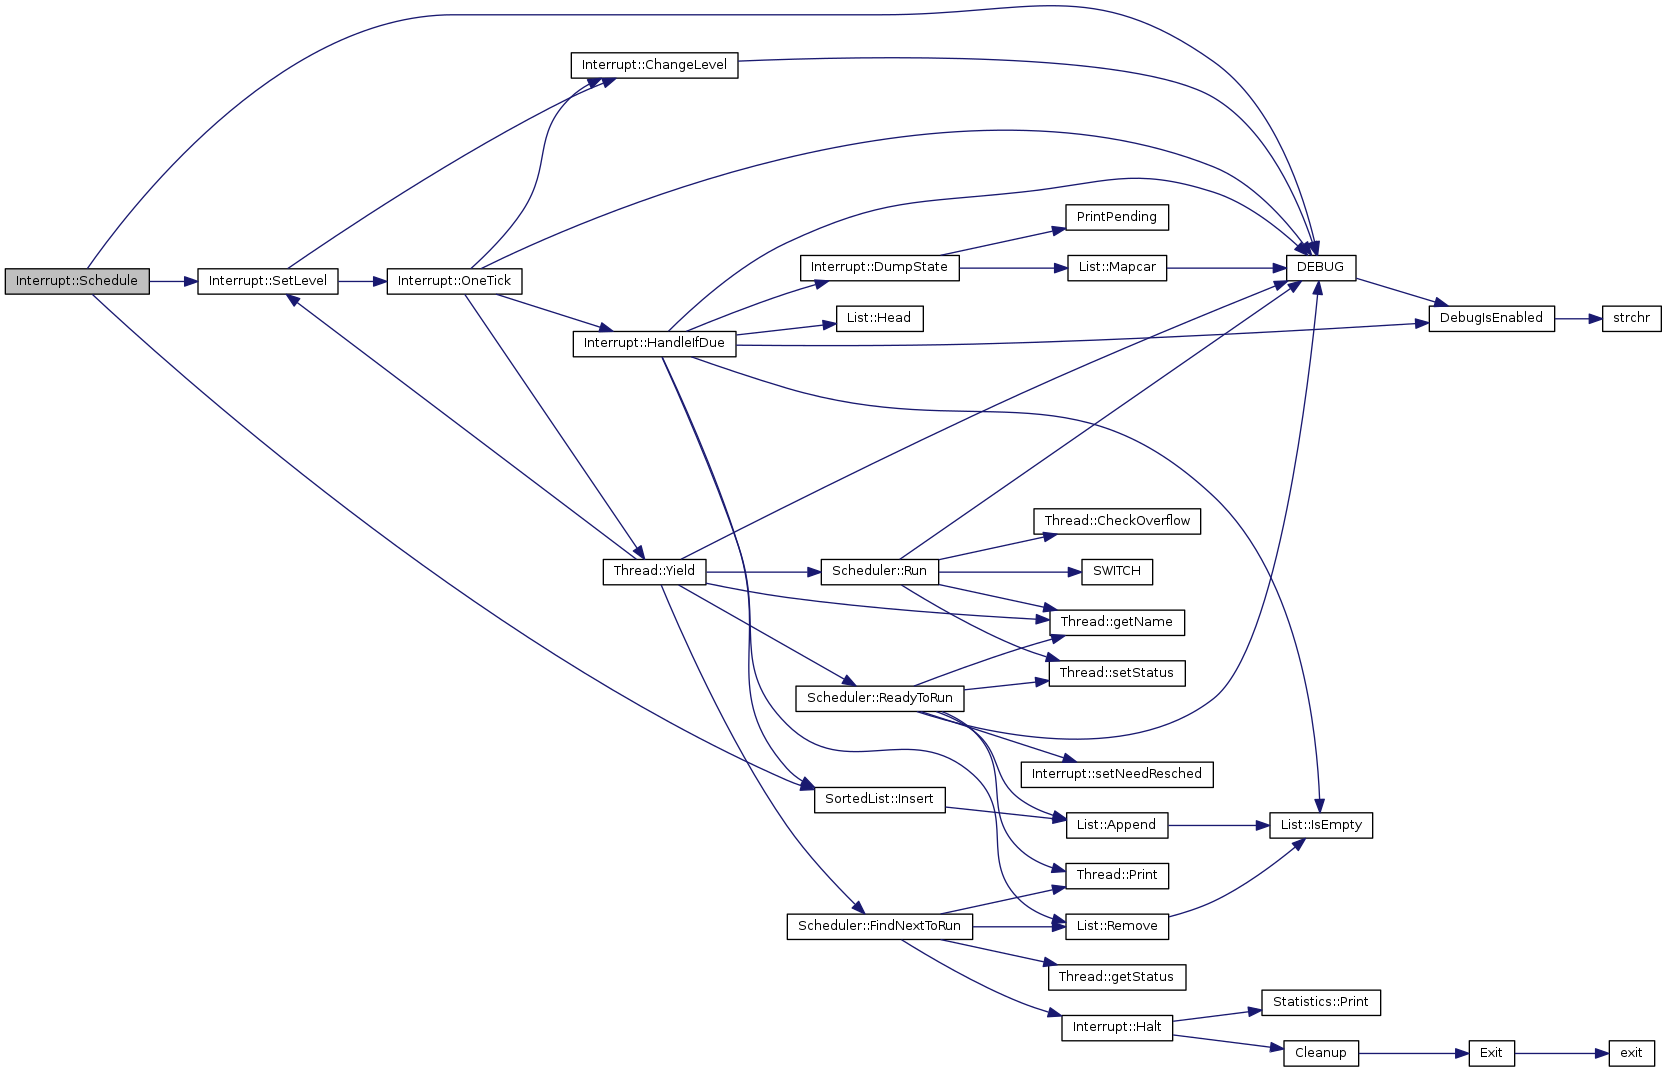 Interrupt::ChangeLevel
PrintPending
Interrupt::DumpState
List::Mapcar
DEBUG
Interrupt::Schedule
Interrupt::SetLevel
Interrupt::OneTick
List::Head
DebugIsEnabled
strchr
Interrupt::HandleIfDue
Thread::CheckOverflow
Thread::Yield
Scheduler::Run
SWITCH
Thread::getName
Thread::setStatus
Scheduler::ReadyToRun
Interrupt::setNeedResched
SortedList::Insert
List::Append
List::IsEmpty
Thread::Print
Scheduler::FindNextToRun
List::Remove
Thread::getStatus
Statistics::Print
Interrupt::Halt
Cleanup
Exit
exit